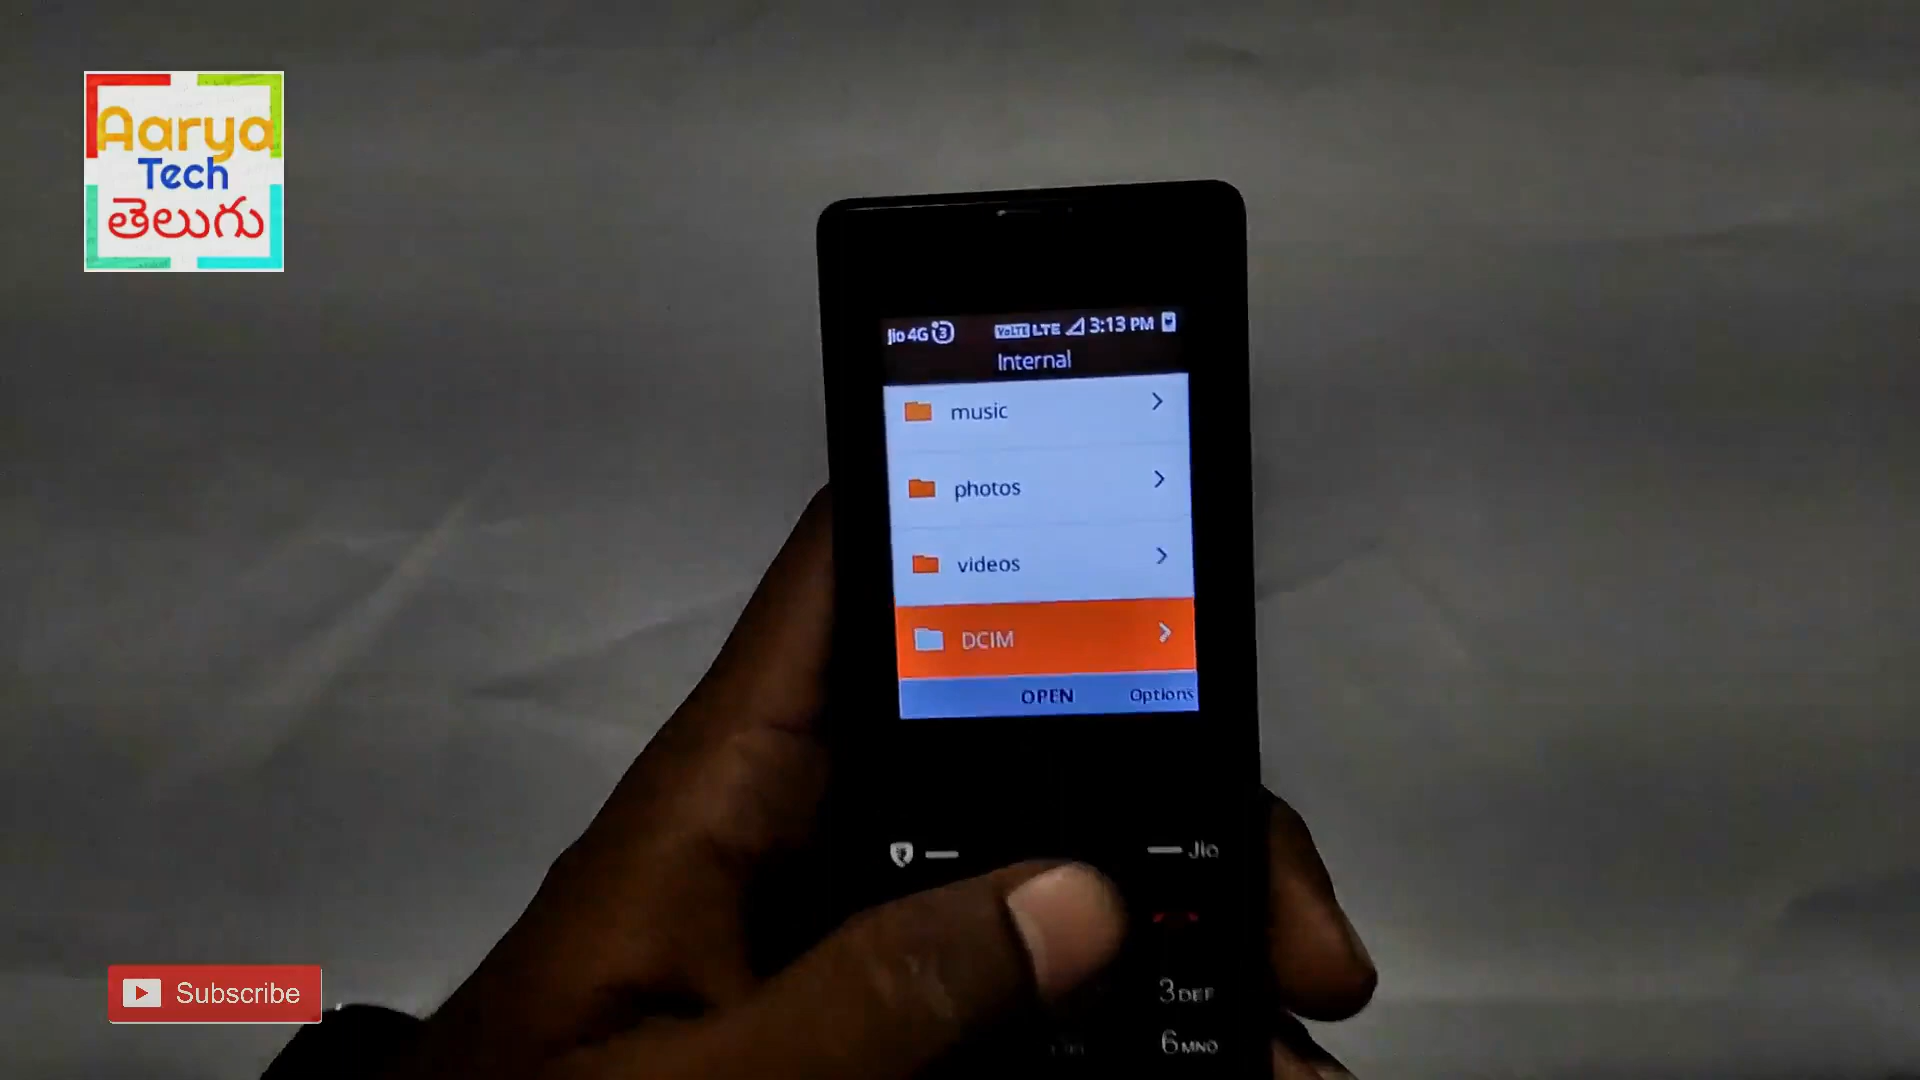 Aarya
Tech
తెలుగు
Jio 4G 3 VoLTE LTE 3:13 PM
Internal
music
photos
videos
DCIM
OPEN Options
Jio
3 DEF
6 MNO
Subscribe